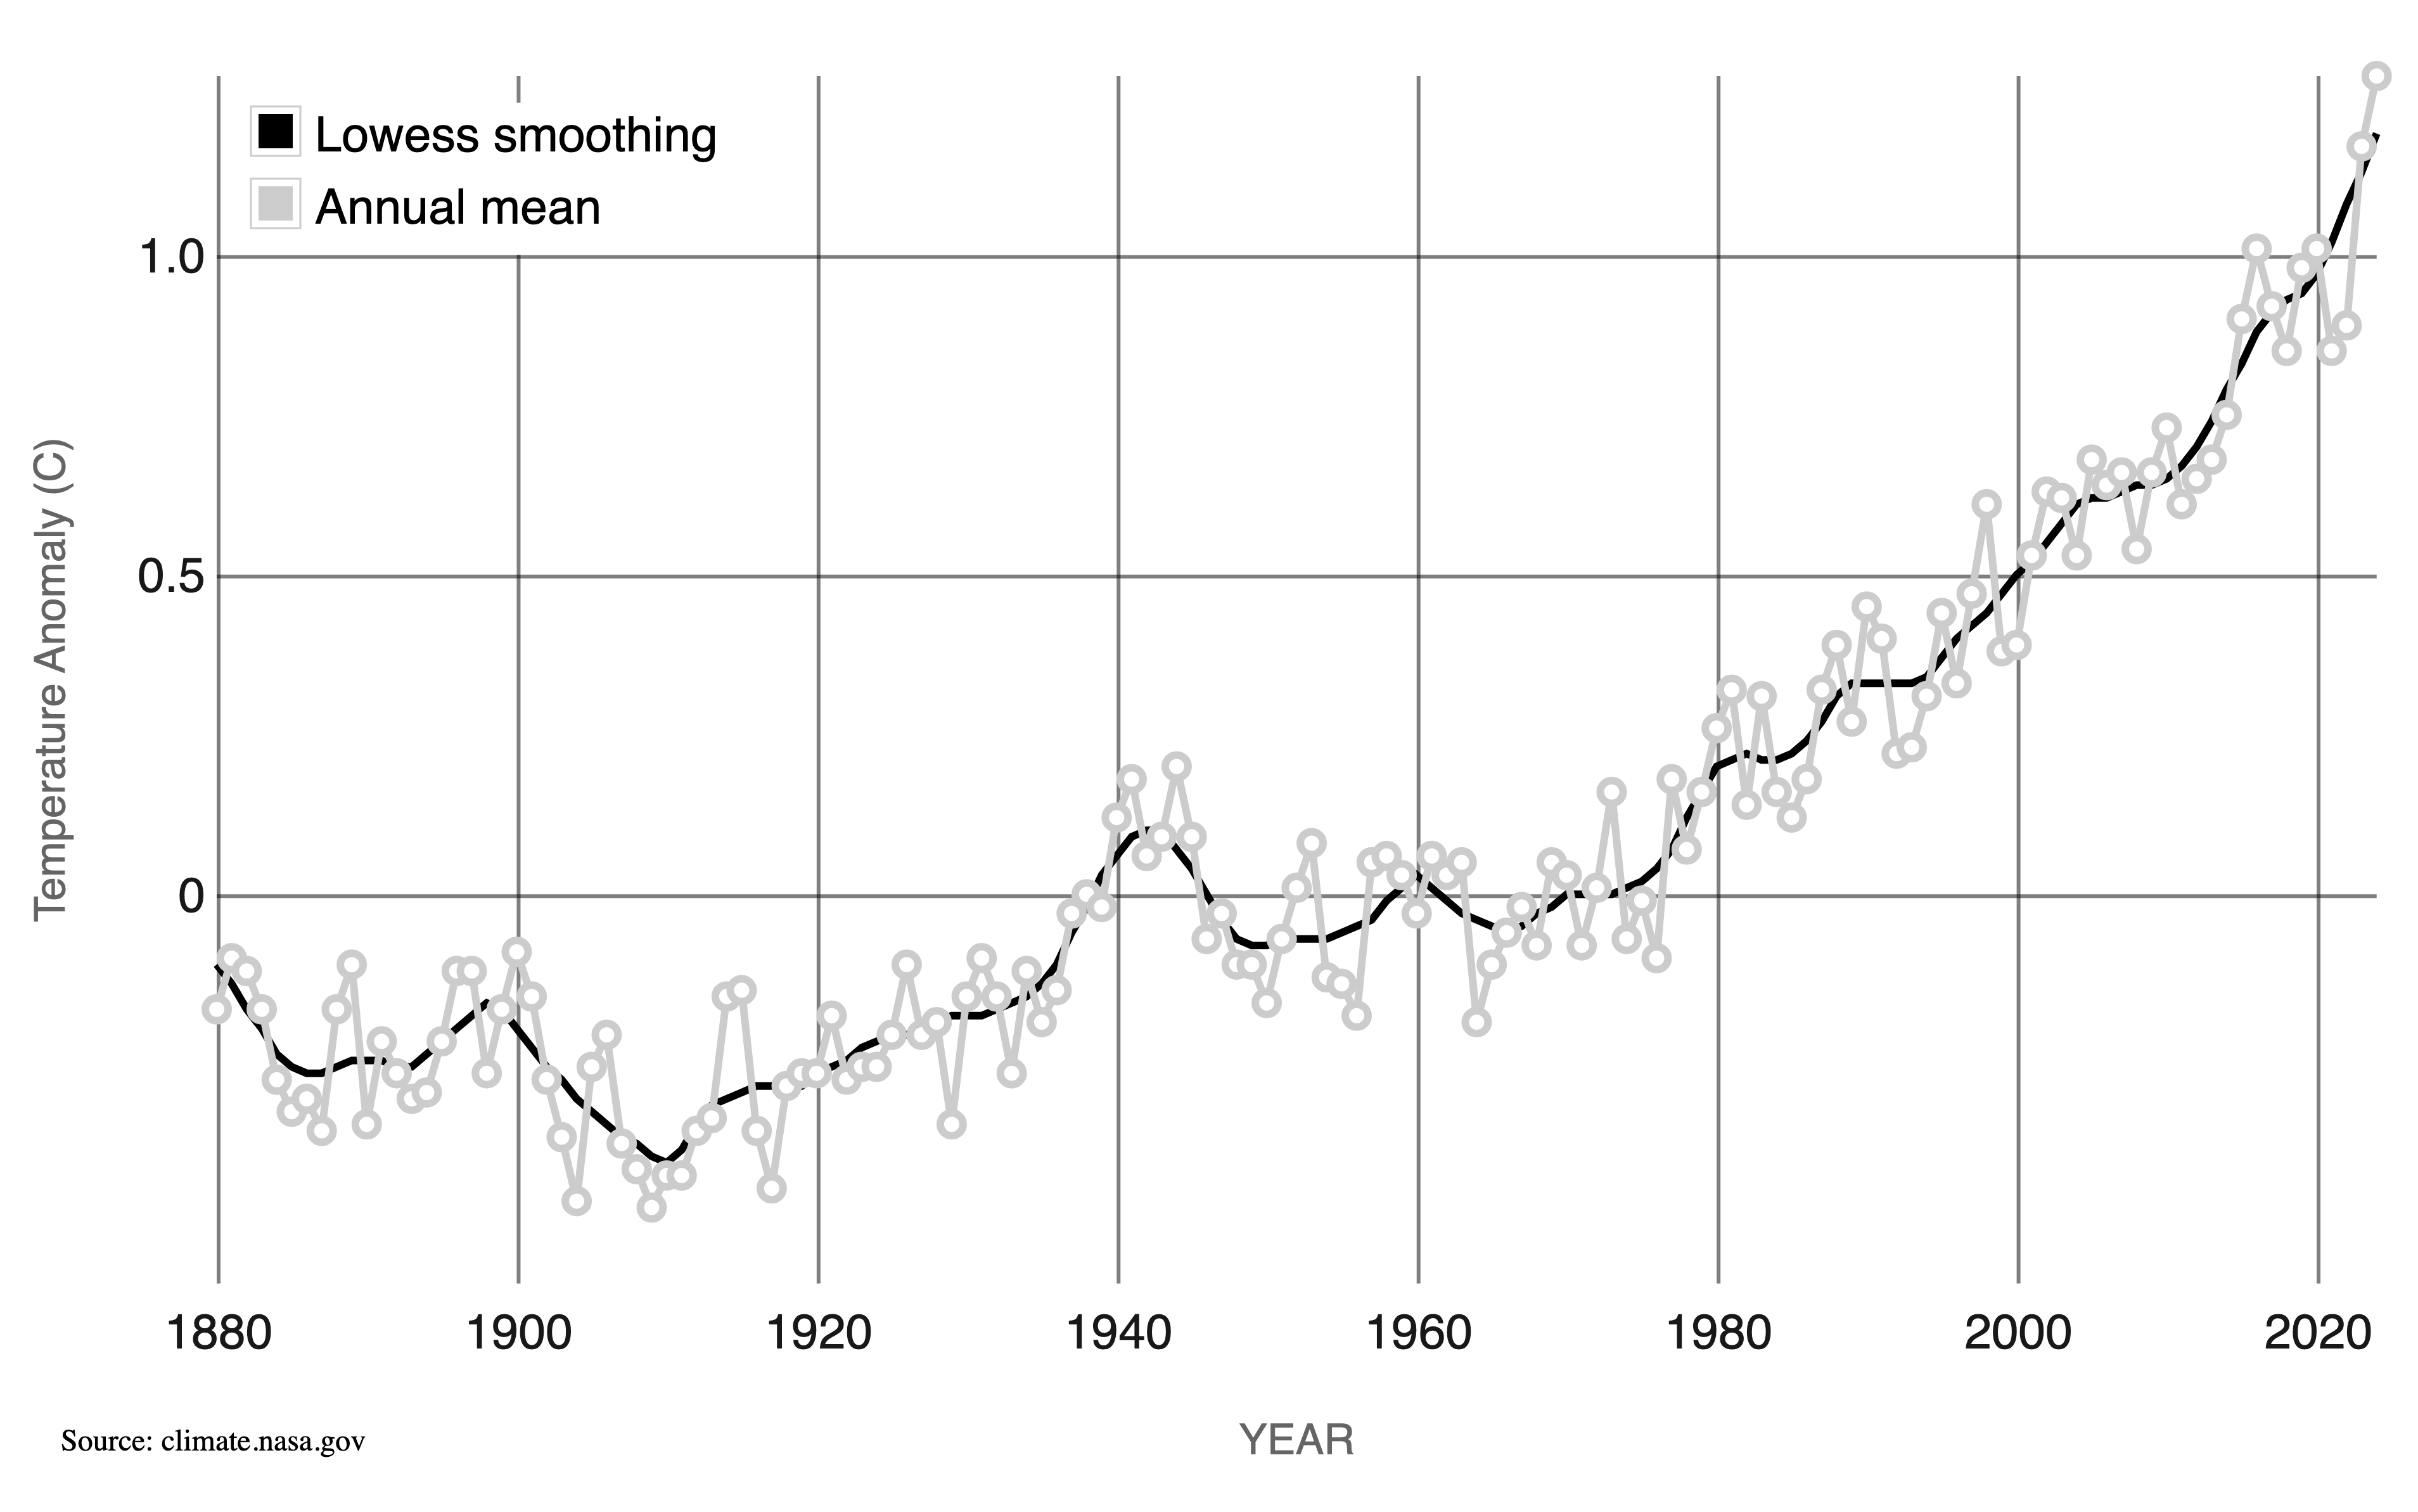 Lowess smoothing
Annual mean
1.0
0.5
0
Temperature Anomaly (C)
1880 1900 1920 1940 1960 1980 2000 2020
YEAR
Source: climate.nasa.gov